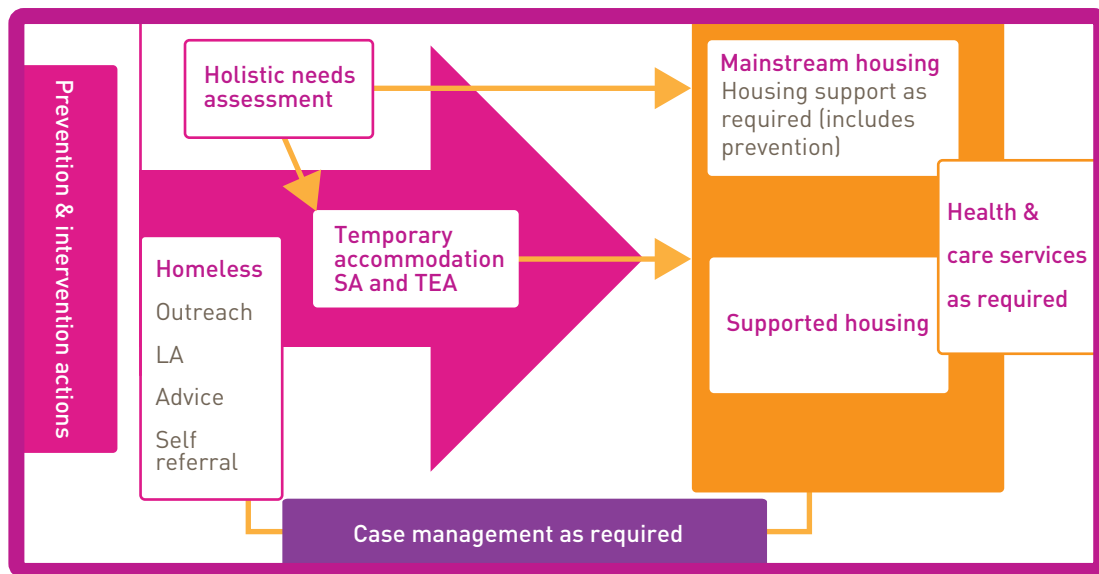 Prevention & intervention actions
Holistic needs
assessment
Homeless
Outreach
LA
Advice
Self
referral
Temporary
accommodation
SA and TEA
Mainstream housing
Housing support as
required (includes
prevention)
Supported housing
Health &
care services
as required
Case management as required